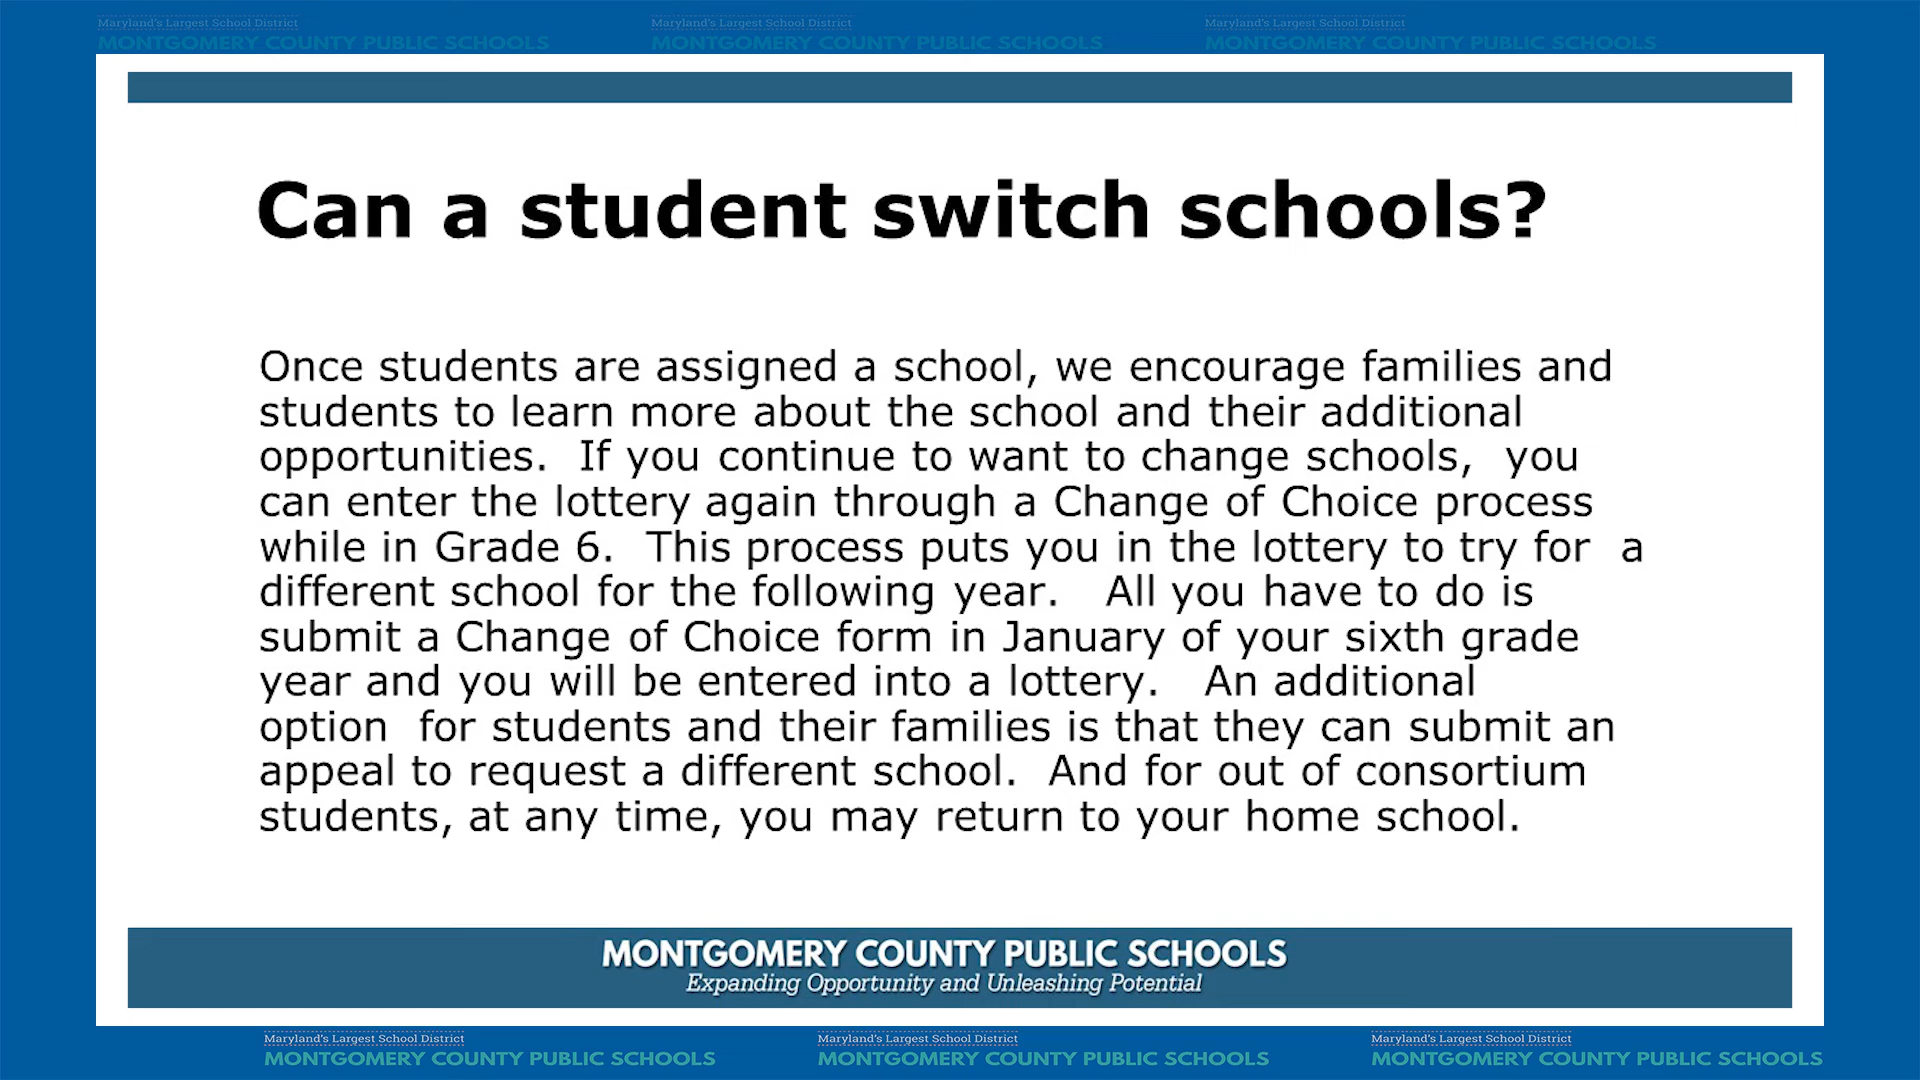 Maryland's Largest School District Maryland's Largest School District Maryland's Largest School District
MONTGOMERY COUNTY PUBLIC SCHOOLS MONTGOMERY COUNTY PUBLIC SCHOOLS MONTGOMERY COUNTY PUBLIC SCHOOLS
Can a student switch schools?
Once students are assigned a school, we encourage families and
students to learn more about the school and their additional
opportunities.  If you continue to want to change schools,  you
can enter the lottery again through a Change of Choice process
while in Grade 6.  This process puts you in the lottery to try for  a
different school for the following year.   All you have to do is
submit a Change of Choice form in January of your sixth grade
year and you will be entered into a lottery.   An additional
option  for students and their families is that they can submit an
appeal to request a different school.  And for out of consortium
students, at any time, you may return to your home school.
MONTGOMERY COUNTY PUBLIC SCHOOLS
Expanding Opportunity and Unleashing Potential
Maryland's Largest School District Maryland's Largest School District Maryland's Largest School District
MONTGOMERY COUNTY PUBLIC SCHOOLS MONTGOMERY COUNTY PUBLIC SCHOOLS MONTGOMERY COUNTY PUBLIC SCHOOLS